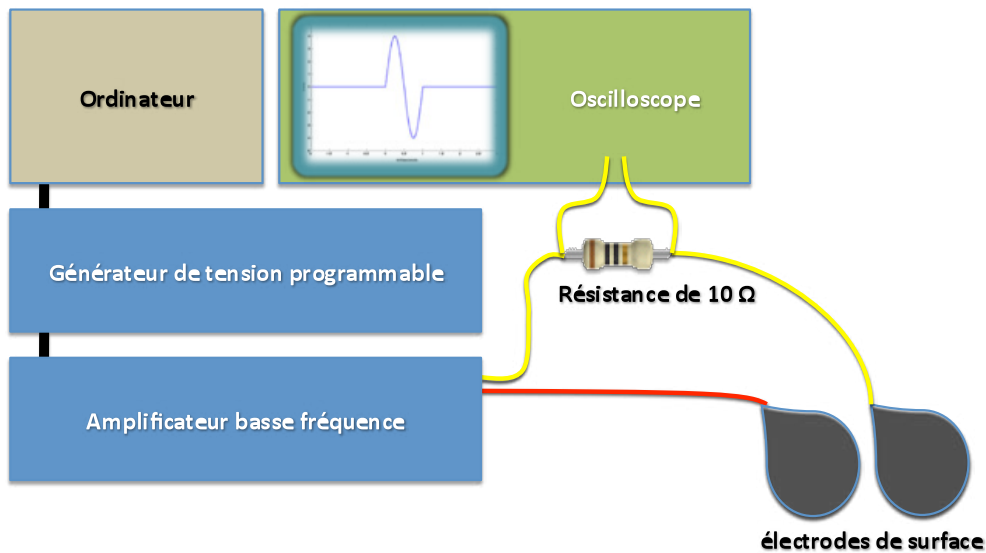 Ordinateur
Oscilloscope
Générateur de tension programmable
Résistance de 10 Ω
Amplificateur basse fréquence
électrodes de surface